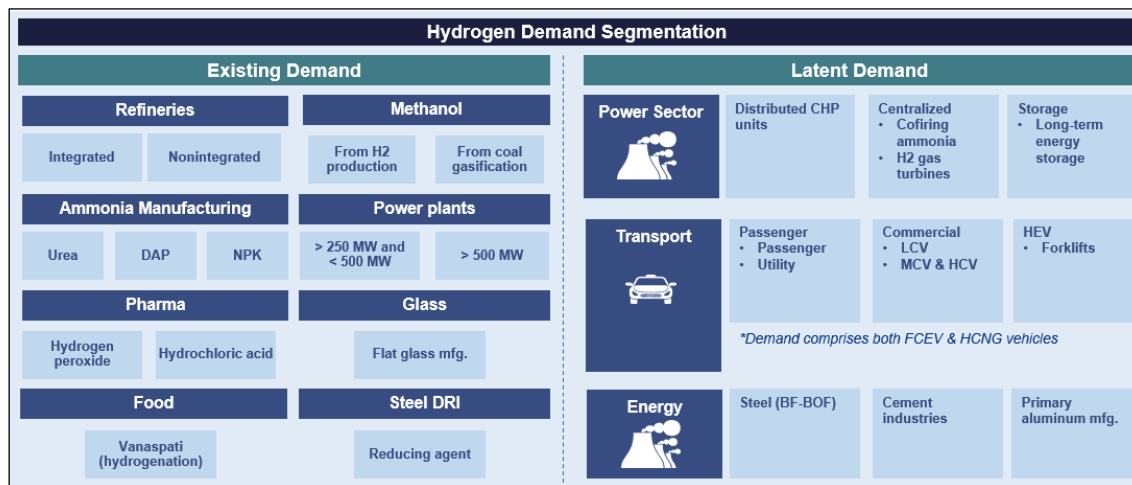 Hydrogen Demand Segmentation
Existing Demand
Refineries
Integrated
Nonintegrated
Methanol
From H2
production
From coal
gasification
Ammonia Manufacturing
Urea
DAP
NPK
Power plants
> 250 MW and
< 500 MW
> 500 MW
Pharma
Hydrogen
peroxide
Hydrochloric acid
Glass
Flat glass mfg.
Food
Vanaspati
(hydrogenation)
Steel DRI
Reducing agent
Latent Demand
Power Sector
Distributed CHP
units
Centralized
• Cofiring
ammonia
• H2 gas
turbines
Storage
• Long-term
energy
storage
Transport
Passenger
• Passenger
• Utility
Commercial
• LCV
• MCV & HCV
HEV
• Forklifts
*Demand comprises both FCEV & HCNG vehicles
Energy
Steel (BF-BOF)
Cement
industries
Primary
aluminum mfg.